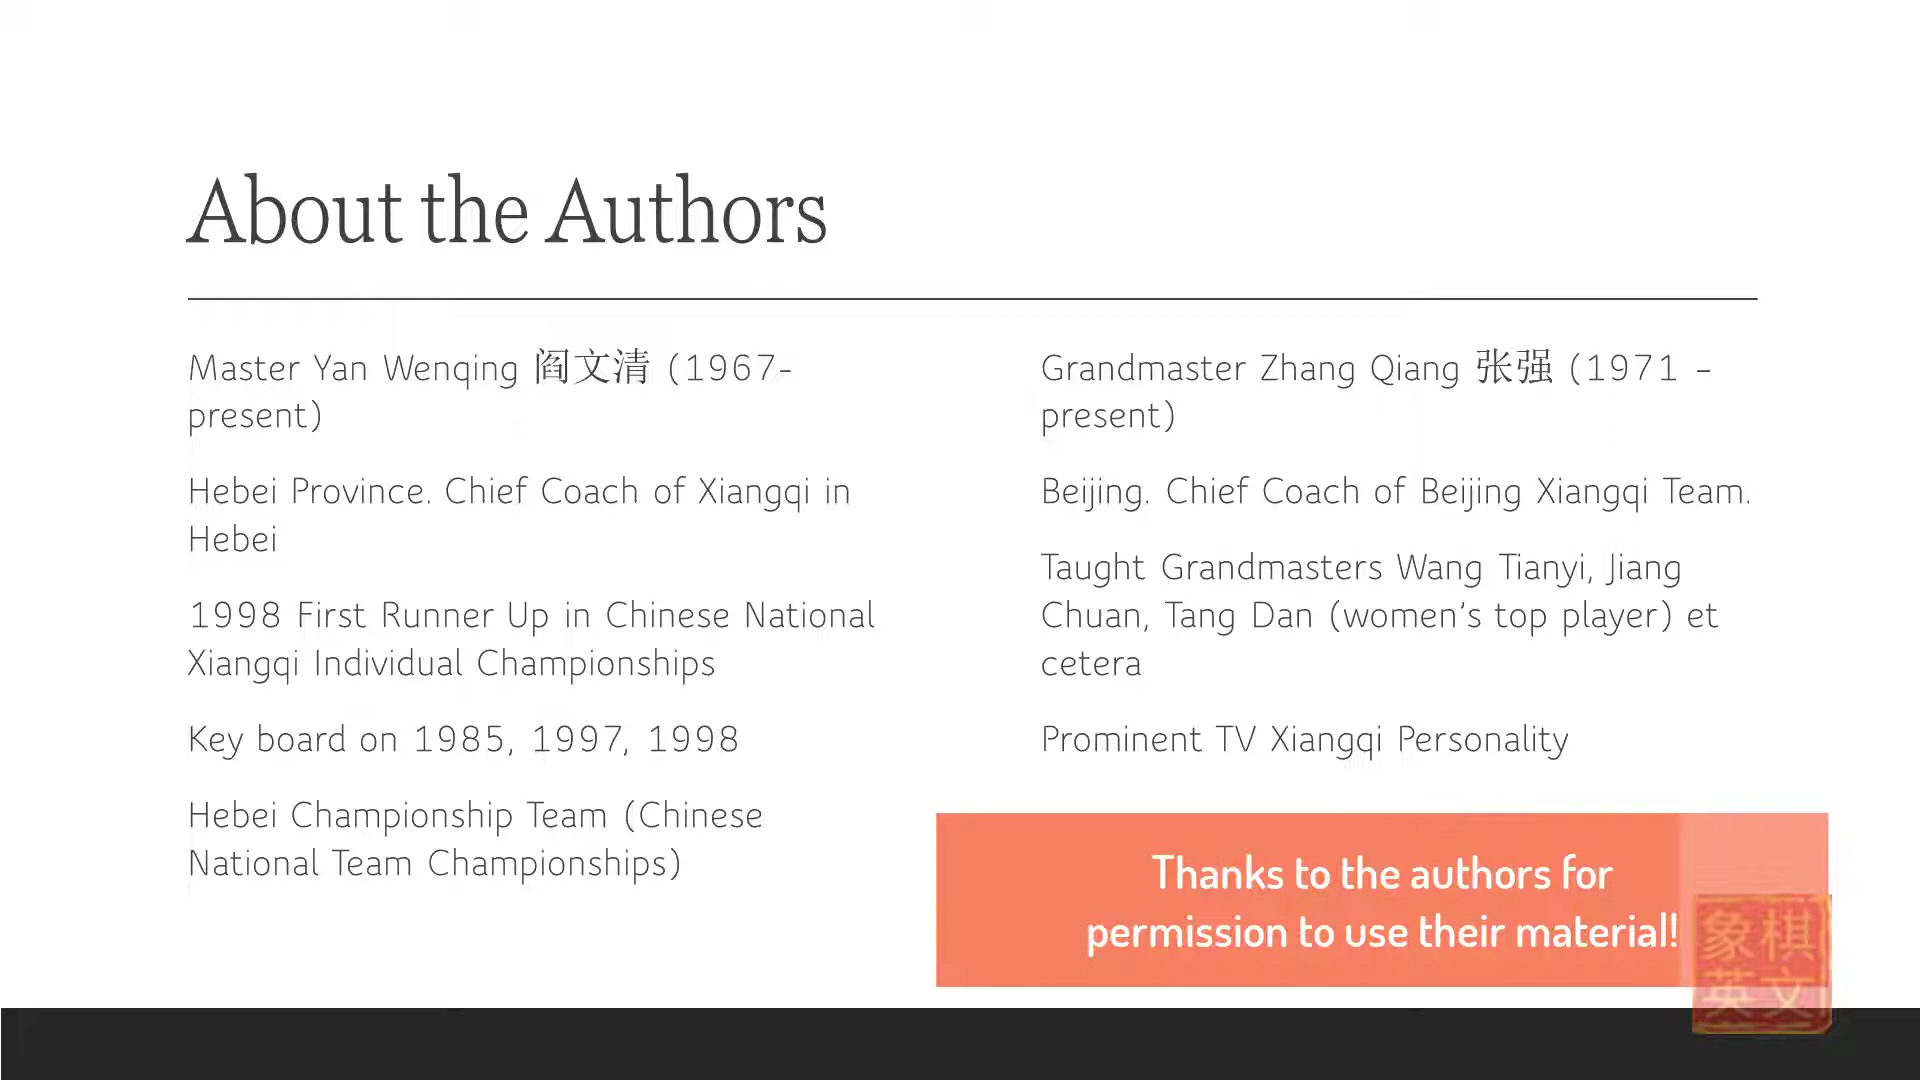 About the Authors
Master Yan Wenqing 阎文清 (1967-
present)
Hebei Province. Chief Coach of Xiangqi in
Hebei
1998 First Runner Up in Chinese National
Xiangqi Individual Championships
Key board on 1985, 1997, 1998
Hebei Championship Team (Chinese
National Team Championships)
Grandmaster Zhang Qiang 张强 (1971 –
present)
Beijing. Chief Coach of Beijing Xiangqi Team.
Taught Grandmasters Wang Tianyi, Jiang
Chuan, Tang Dan (women’s top player) et
cetera
Prominent TV Xiangqi Personality
Thanks to the authors for
permission to use their material!
象棋
英文